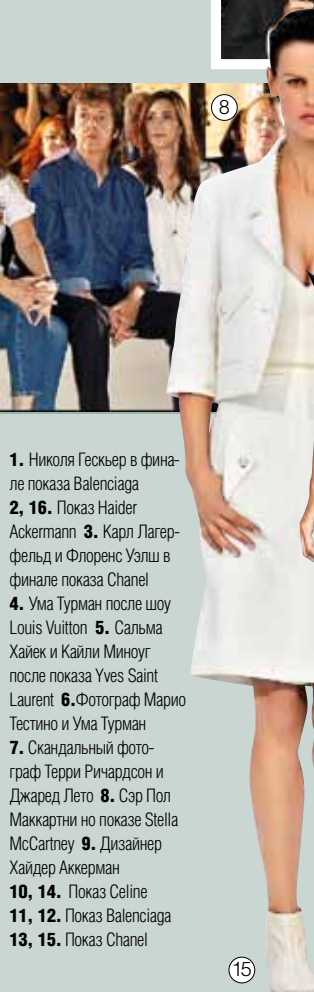 8
1. Николя Гескьер в фина-
ле показа Balenciaga
2, 16. Показ Haider
Ackermann 3. Карл Лагер-
фельд и Флоренс Уэлш в
финале показа Chanel
4. Ума Турман после шоу
Louis Vuitton 5. Сальма
Хайек и Кайли Миноуг
после показа Yves Saint
Laurent 6.Фотограф Марио
Тестино и Ума Турман
7. Скандальный фото-
граф Терри Ричардсон и
Джаред Лето 8. Сэр Пол
Маккартни но показе Stella
McCartney 9. Дизайнер
Хайдер Аккерман
10, 14. Показ Celine
11, 12. Показ Balenciaga
13, 15. Показ Chanel
15